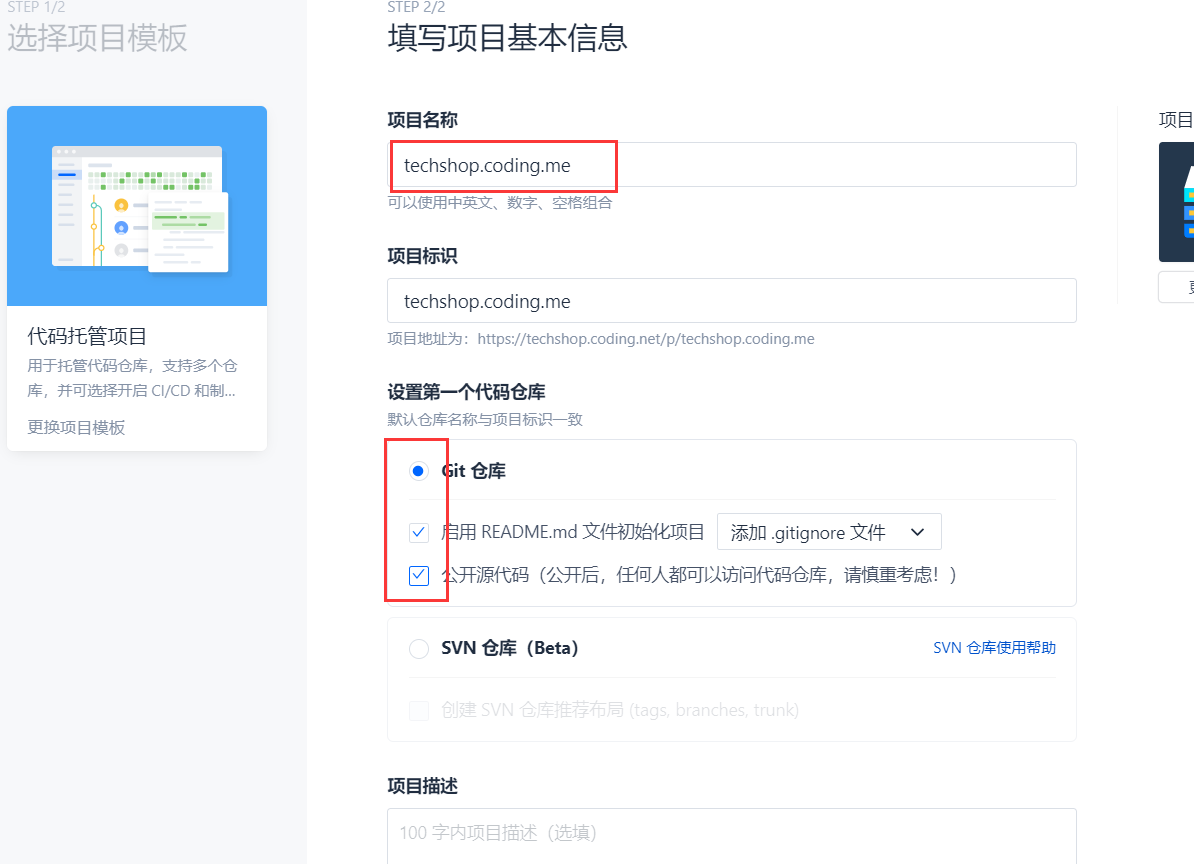 STEP 1/2
选择项目模板
代码托管项目
用于托管代码仓库，支持多个仓
库，并可选择开启 CI/CD 和制...
更换项目模板
STEP 2/2
填写项目基本信息
项目名称
techshop.coding.me
可以使用中英文、数字、空格组合
项目标识
techshop.coding.me
项目地址为：https://techshop.coding.net/p/techshop.coding.me
设置第一个代码仓库
默认仓库名称与项目标识一致
Git 仓库
启用 README.md 文件初始化项目 添加 .gitignore 文件
公开源代码（公开后，任何人都可以访问代码仓库，请慎重考虑！）
SVN 仓库（Beta） SVN 仓库使用帮助
创建 SVN 仓库推荐布局 (tags, branches, trunk)
项目描述
100 字内项目描述（选填）
项目